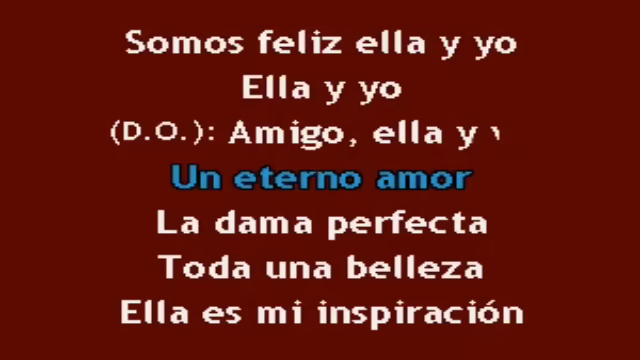 Somos feliz ella y yo
Ella y yo
(D.O.): Amigo, ella y
Un eterno amor
La dama perfecta
Toda una belleza
Ella es mi inspiración